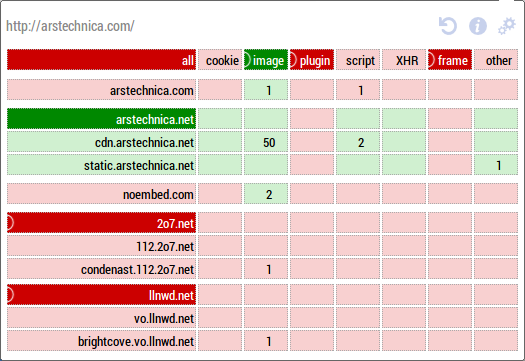 http://arstechnica.com/
all cookie image plugin script XHR frame other
arstechnica.com 1 1
arstechnica.net
cdn.arstechnica.net 50 2
static.arstechnica.net 1
noembed.com 2
2o7.net
112.2o7.net
condenast.112.2o7.net 1
llnwd.net
vo.llnwd.net
brightcove.vo.llnwd.net 1